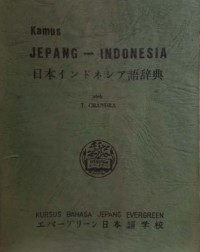 Kamus
JEPANG — INDONESIA
日本インドネシア語辞典
oleh
T. CHANDRA
KURSUS BAHASA JEPANG EVERGREEN
エバーグリーン日本語学校